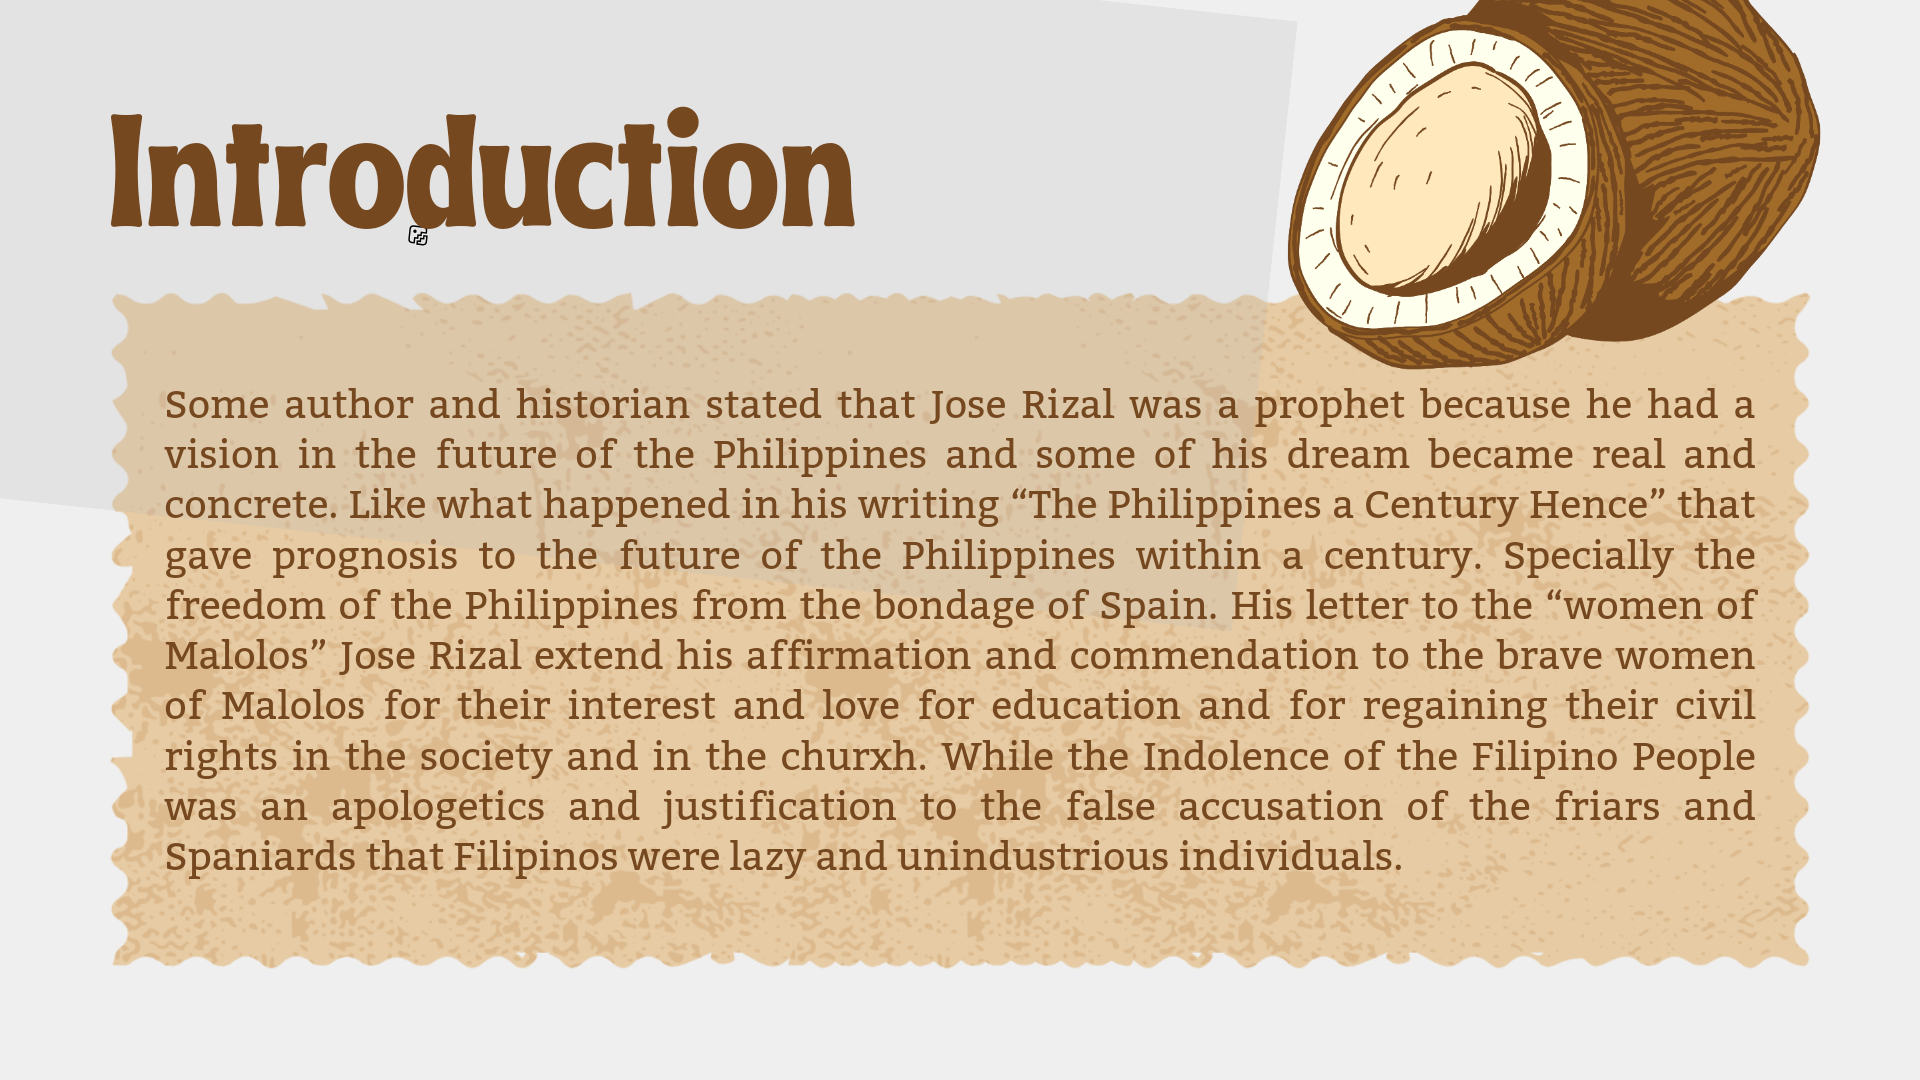 Introduction
Some author and historian stated that Jose Rizal was a prophet because he had a
vision in the future of the Philippines and some of his dream became real and
concrete. Like what happened in his writing “The Philippines a Century Hence” that
gave prognosis to the future of the Philippines within a century. Specially the
freedom of the Philippines from the bondage of Spain. His letter to the “women of
Malolos” Jose Rizal extend his affirmation and commendation to the brave women
of Malolos for their interest and love for education and for regaining their civil
rights in the society and in the churxh. While the Indolence of the Filipino People
was an apologetics and justification to the false accusation of the friars and
Spaniards that Filipinos were lazy and unindustrious individuals.